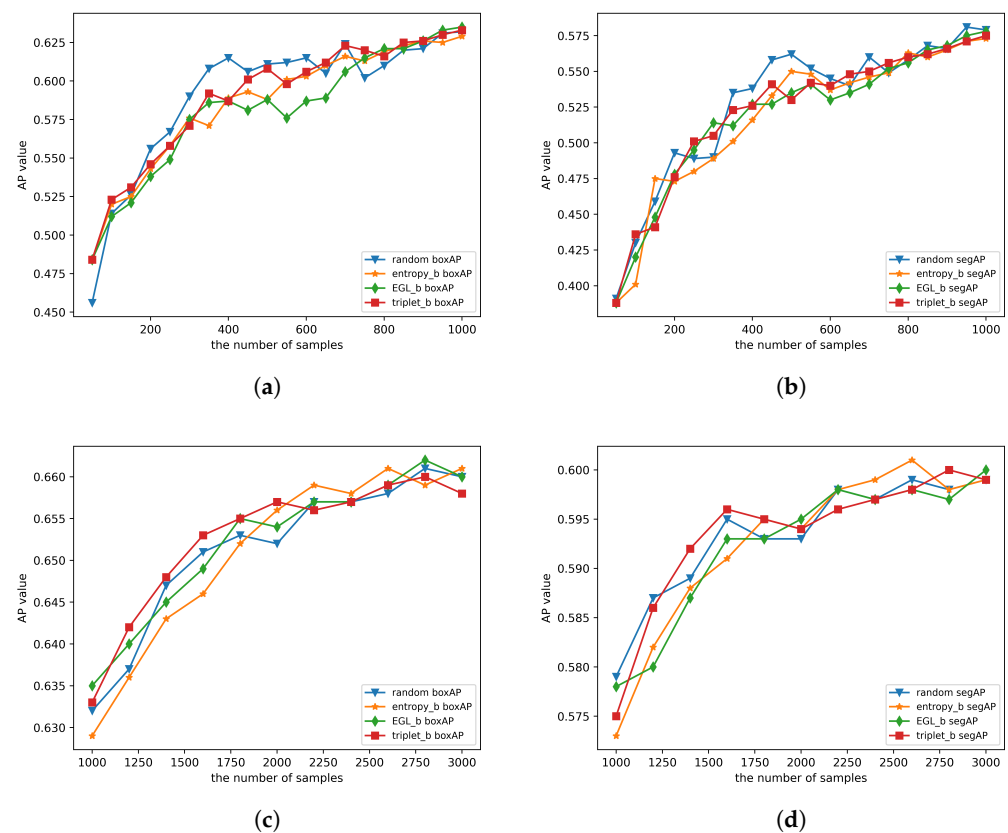 0.625
0.600
0.575
0.550
0.525
0.500
0.475
0.450
AP value
200
400
600
800
1000
the number of samples
random boxAP
entropy_b boxAP
EGL_b boxAP
triplet_b boxAP
(a)
0.575
0.550
0.525
0.500
0.475
0.450
0.425
0.400
AP value
200
400
600
800
1000
the number of samples
random segAP
entropy_b segAP
EGL_b segAP
triplet_b segAP
(b)
0.660
0.655
0.650
0.645
0.640
0.635
0.630
AP value
1000 1250 1500 1750 2000 2250 2500 2750 3000
the number of samples
random boxAP
entropy_b boxAP
EGL_b boxAP
triplet_b boxAP
(c)
0.600
0.595
0.590
0.585
0.580
0.575
AP value
1000 1250 1500 1750 2000 2250 2500 2750 3000
the number of samples
random segAP
entropy_b segAP
EGL_b segAP
triplet_b segAP
(d)